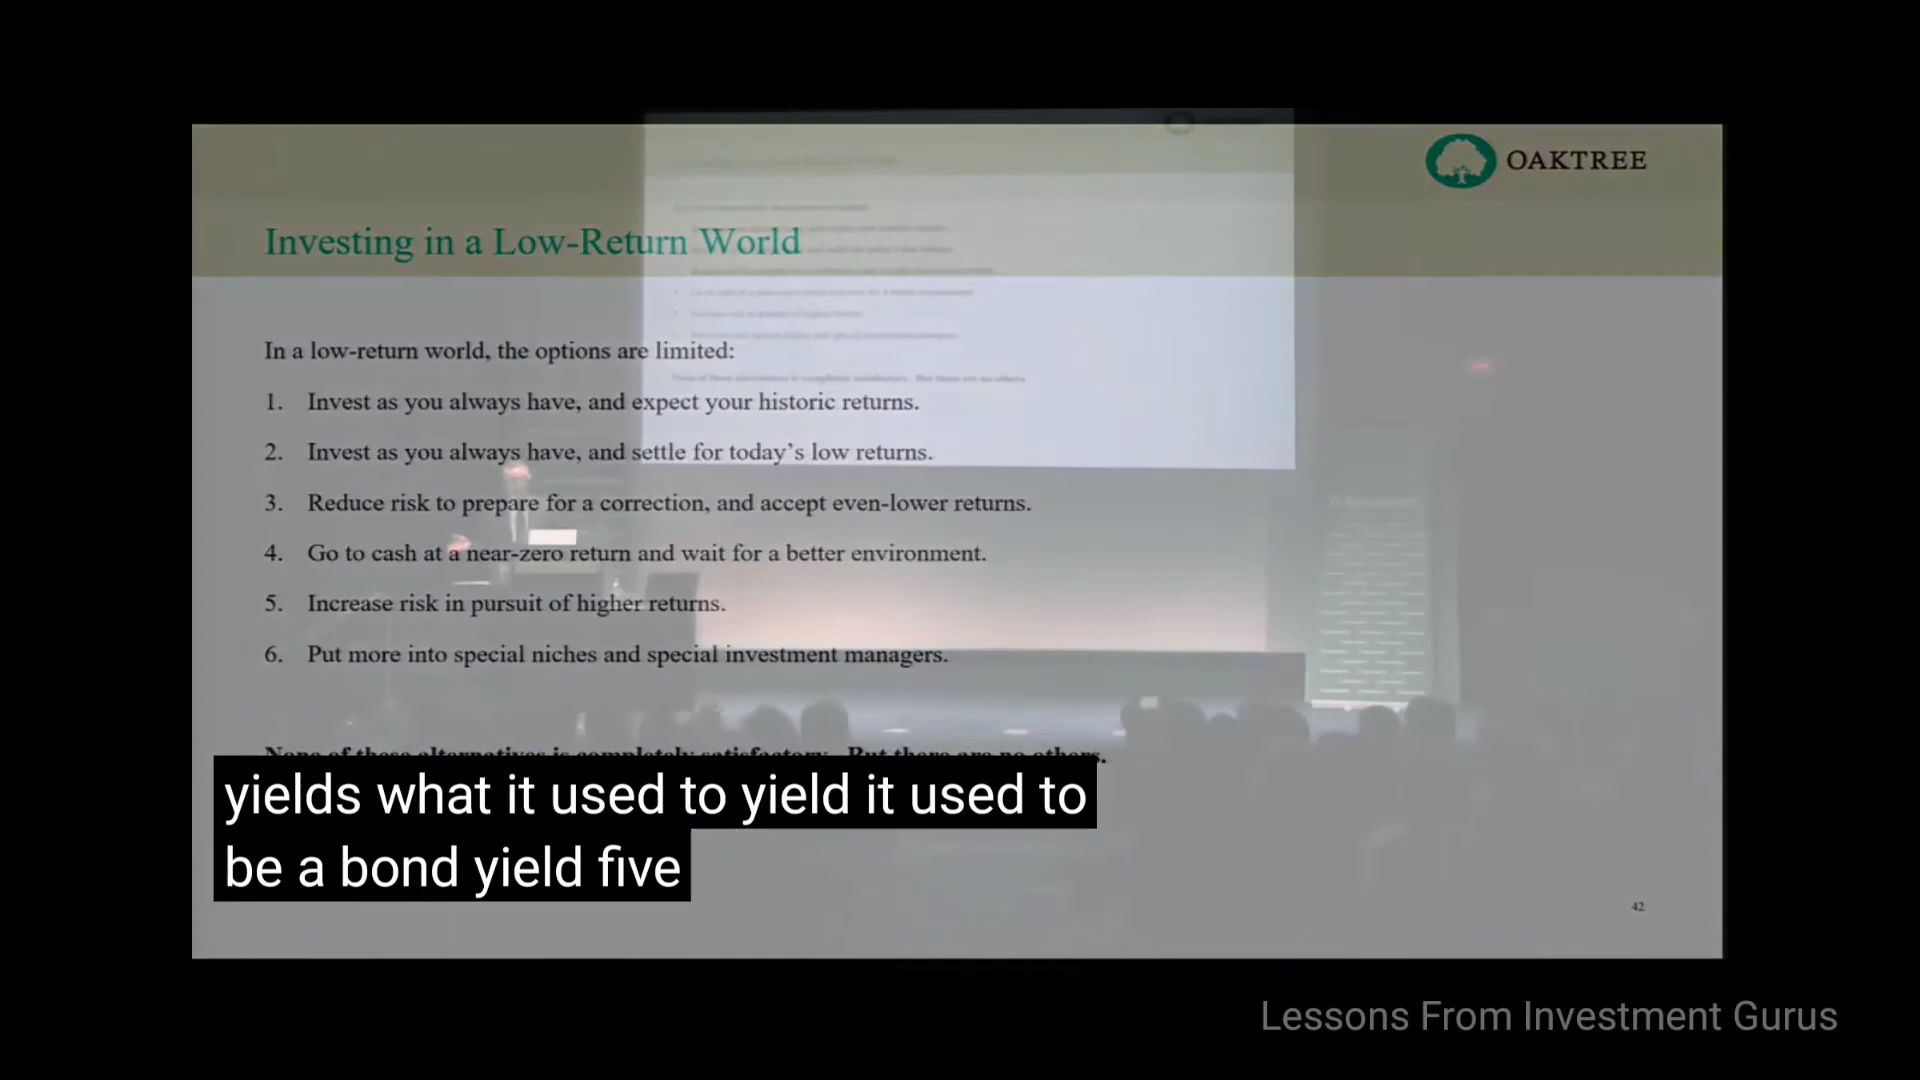 OAKTREE
Investing in a Low-Return World
In a low-return world, the options are limited:
1. Invest as you always have, and expect your historic returns.
2. Invest as you always have, and settle for today's low returns.
3. Reduce risk to prepare for a correction, and accept even-lower returns.
4. Go to cash at a near-zero return and wait for a better environment.
5. Increase risk in pursuit of higher returns.
6. Put more into special niches and special investment managers.
None of these alternatives is completely satisfactory. But there are no others.
yields what it used to yield it used to
be a bond yield five
42
Lessons From Investment Gurus